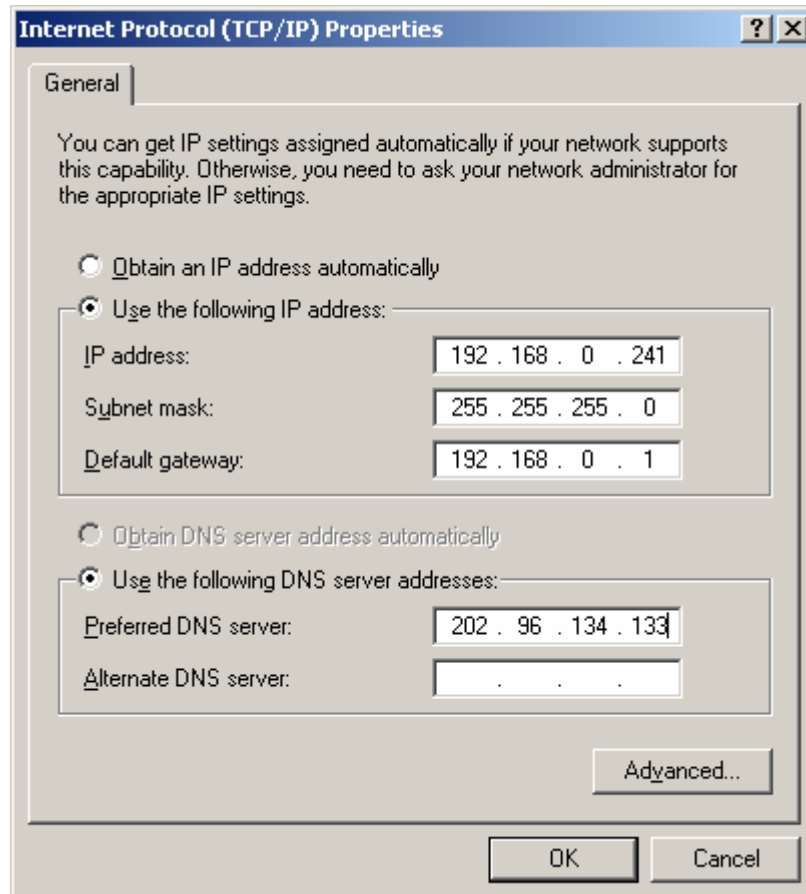 Internet Protocol (TCP/IP) Properties
General
You can get IP settings assigned automatically if your network supports
this capability. Otherwise, you need to ask your network administrator for
the appropriate IP settings.
Obtain an IP address automatically
Use the following IP address:
IP address: 192 . 168 . 0 . 241
Subnet mask: 255 . 255 . 255 . 0
Default gateway: 192 . 168 . 0 . 1
Obtain DNS server address automatically
Use the following DNS server addresses:
Preferred DNS server: 202 . 96 . 134 . 133
Alternate DNS server: . . .
Advanced...
OK Cancel